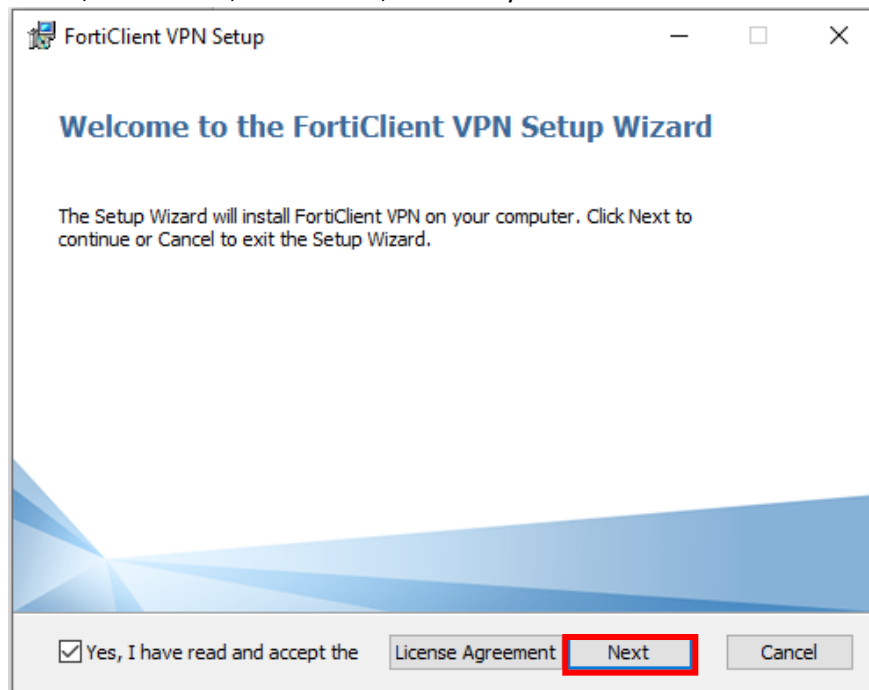 FortiClient VPN Setup
Welcome to the FortiClient VPN Setup Wizard
The Setup Wizard will install FortiClient VPN on your computer. Click Next to
continue or Cancel to exit the Setup Wizard.
Yes, I have read and accept the License Agreement Next Cancel